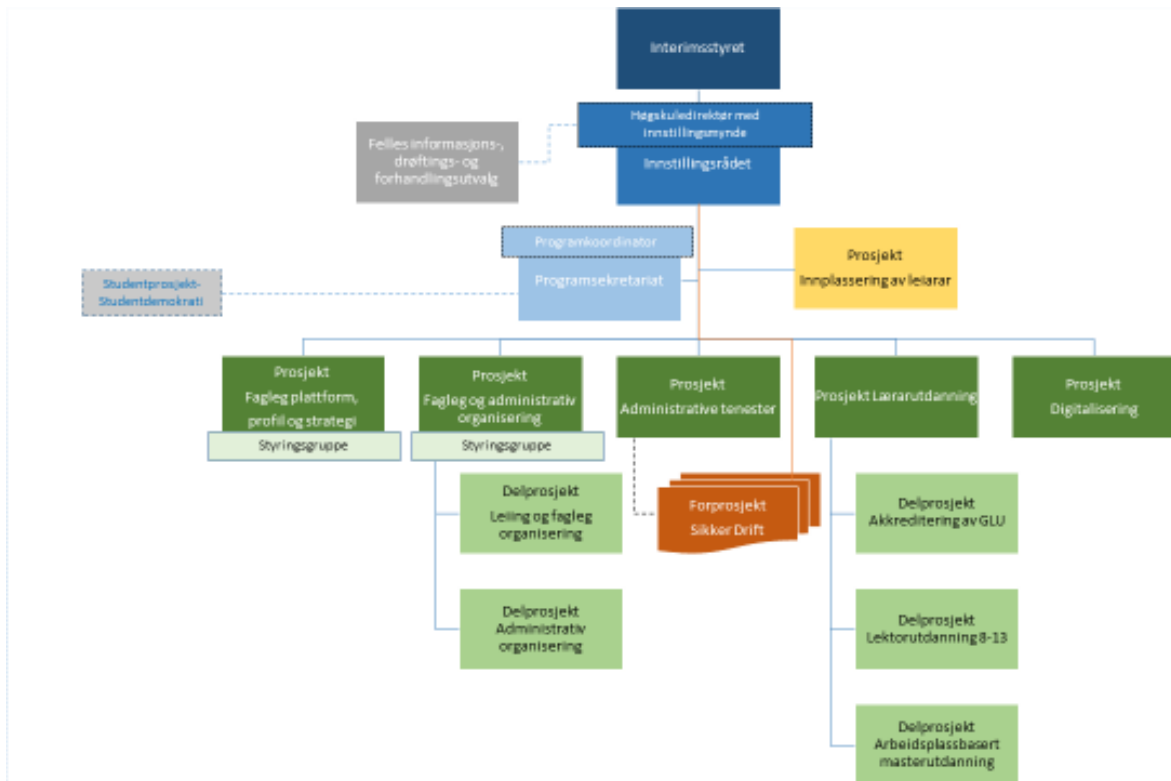 Interimsstyret
Høgskuledirektør med
innstillingsmynde
Innstillingsrådet
Felles informasjons-,
drøftings- og
forhandlingsutvalg
Programkoordinator
Programsekretariat
Prosjekt
Innplassering av leiarar
Studentprosjekt-
Studentdemokrati
Prosjekt
Fagleg plattform,
profil og strategi
Styringsgruppe
Prosjekt
Fagleg og administrativ
organisering
Styringsgruppe
Prosjekt
Administrative tenester
Prosjekt Lærarutdanning
Prosjekt
Digitalisering
Delprosjekt
Leiing og fagleg
organisering
Delprosjekt
Administrativ
organisering
Forprosjekt
Sikker Drift
Delprosjekt
Akkreditering av GLU
Delprosjekt
Lektorutdanning 8-13
Delprosjekt
Arbeidsplassbasert
masterutdanning